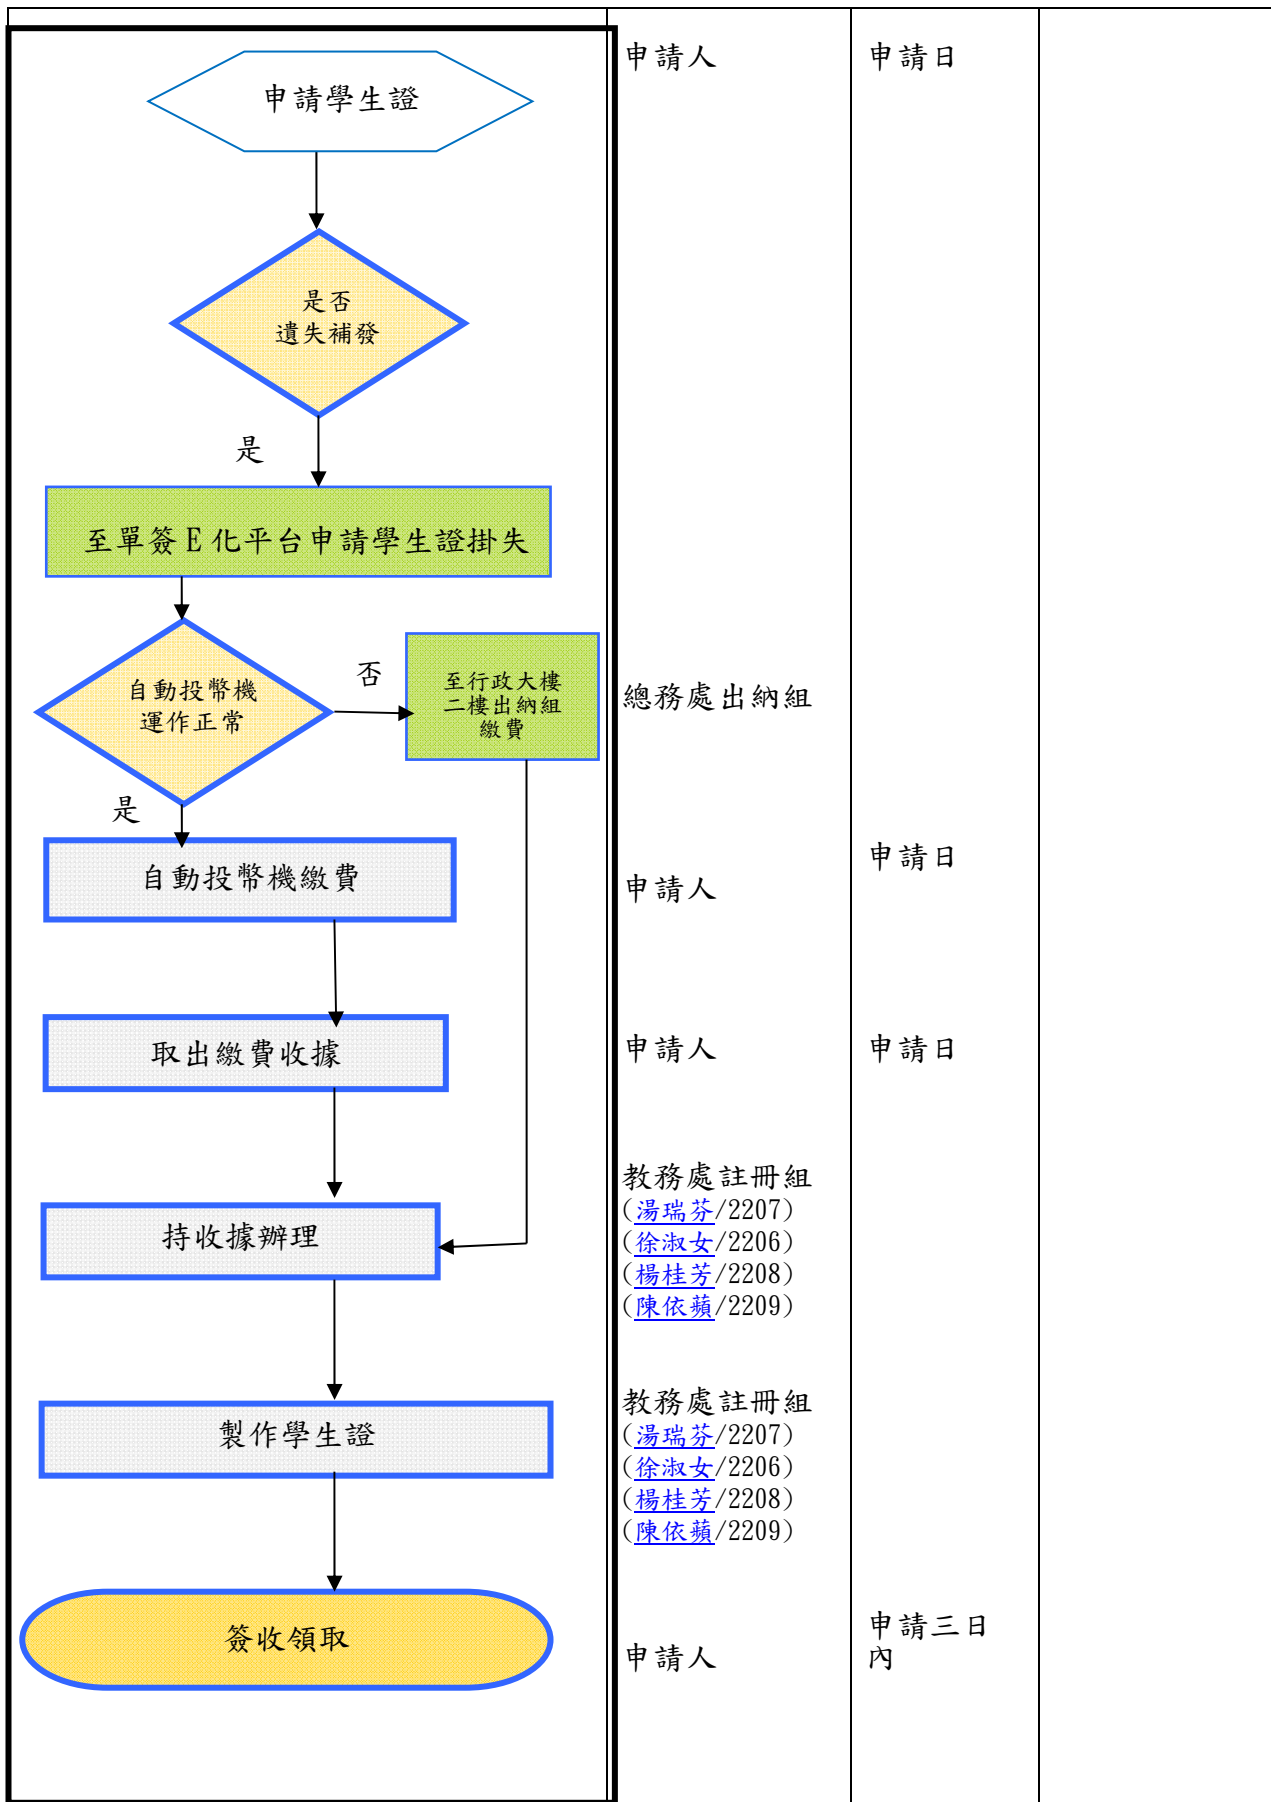 申請學生證
申請人
申請日
是否
遺失補發
是
至單簽E化平台申請學生證掛失
自動投幣機
運作正常
否
至行政大樓
二樓出納組
繳費
總務處出納組
是
自動投幣機繳費
申請人
申請日
取出繳費收據
申請人
申請日
持收據辦理
教務處註冊組
(湯瑞芬/2207)
(徐淑女/2206)
(楊桂芳/2208)
(陳依蘋/2209)
製作學生證
教務處註冊組
(湯瑞芬/2207)
(徐淑女/2206)
(楊桂芳/2208)
(陳依蘋/2209)
簽收領取
申請人
申請三日
內